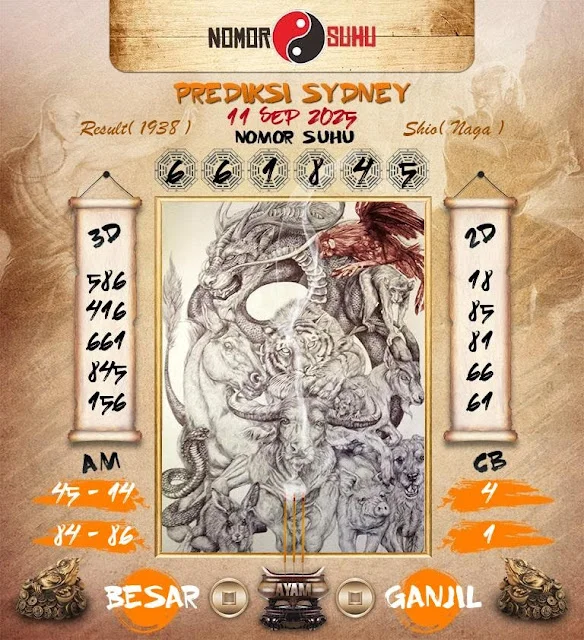 NOMOR SUHU
PREDIKSI SYDNEY
11 SEP 2025
Result( 1938 )
NOMOR SUHU
Shio( Naga )
6 6 1 8 4 5
3D
586
416
661
845
156
2D
18
85
81
66
61
AM
45 - 14
84 - 86
CB
4
1
BESAR
AYAM
GANJIL